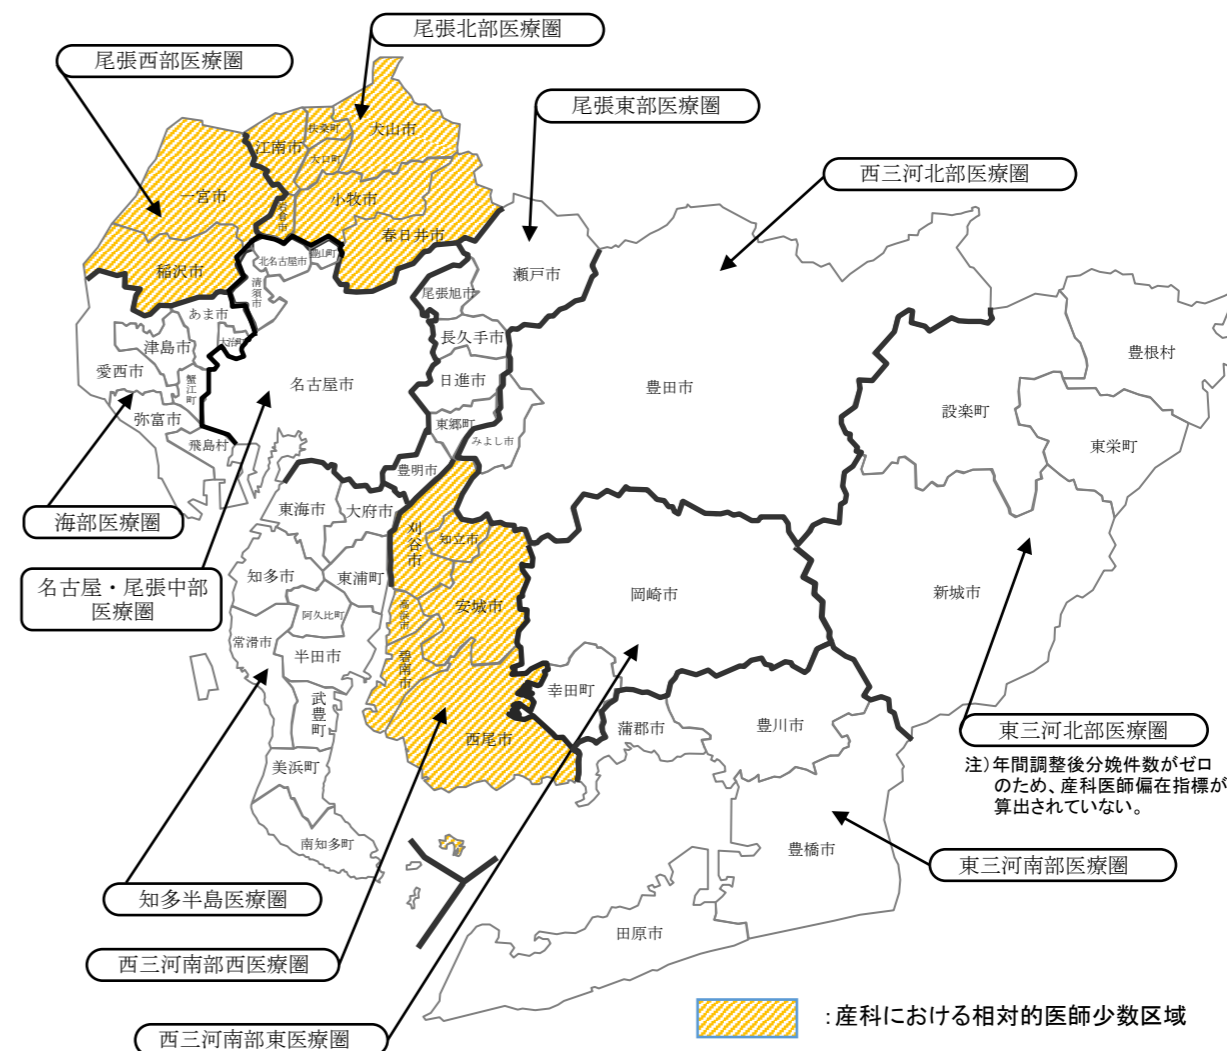 尾張北部医療圏
尾張西部医療圏
尾張東部医療圏
西三河北部医療圏
扶桑町
犬山市
江南市
大口町
一宮市
小牧市
岩倉市
春日井市
稲沢市
北名古屋市
豊山町
清須市
瀬戸市
尾張旭市
あま市
大治町
津島市
長久手市
愛西市
蟹江町
名古屋市
日進市
豊田市
豊根村
設楽町
弥富市
東郷町
みよし市
東栄町
飛島村
豊明市
海部医療圏
東海市
大府市
刈谷市
知立市
名古屋・尾張中部
医療圏
知多市
東浦町
岡崎市
新城市
阿久比町
高浜市
安城市
常滑市
半田市
碧南市
幸田町
武豊町
西尾市
蒲郡市
豊川市
東三河北部医療圏
注)年間調整後分娩件数がゼロ
のため、産科医師偏在指標が
算出されていない。
美浜町
南知多町
豊橋市
東三河南部医療圏
知多半島医療圏
田原市
西三河南部西医療圏
:産科における相対的医師少数区域
西三河南部東医療圏